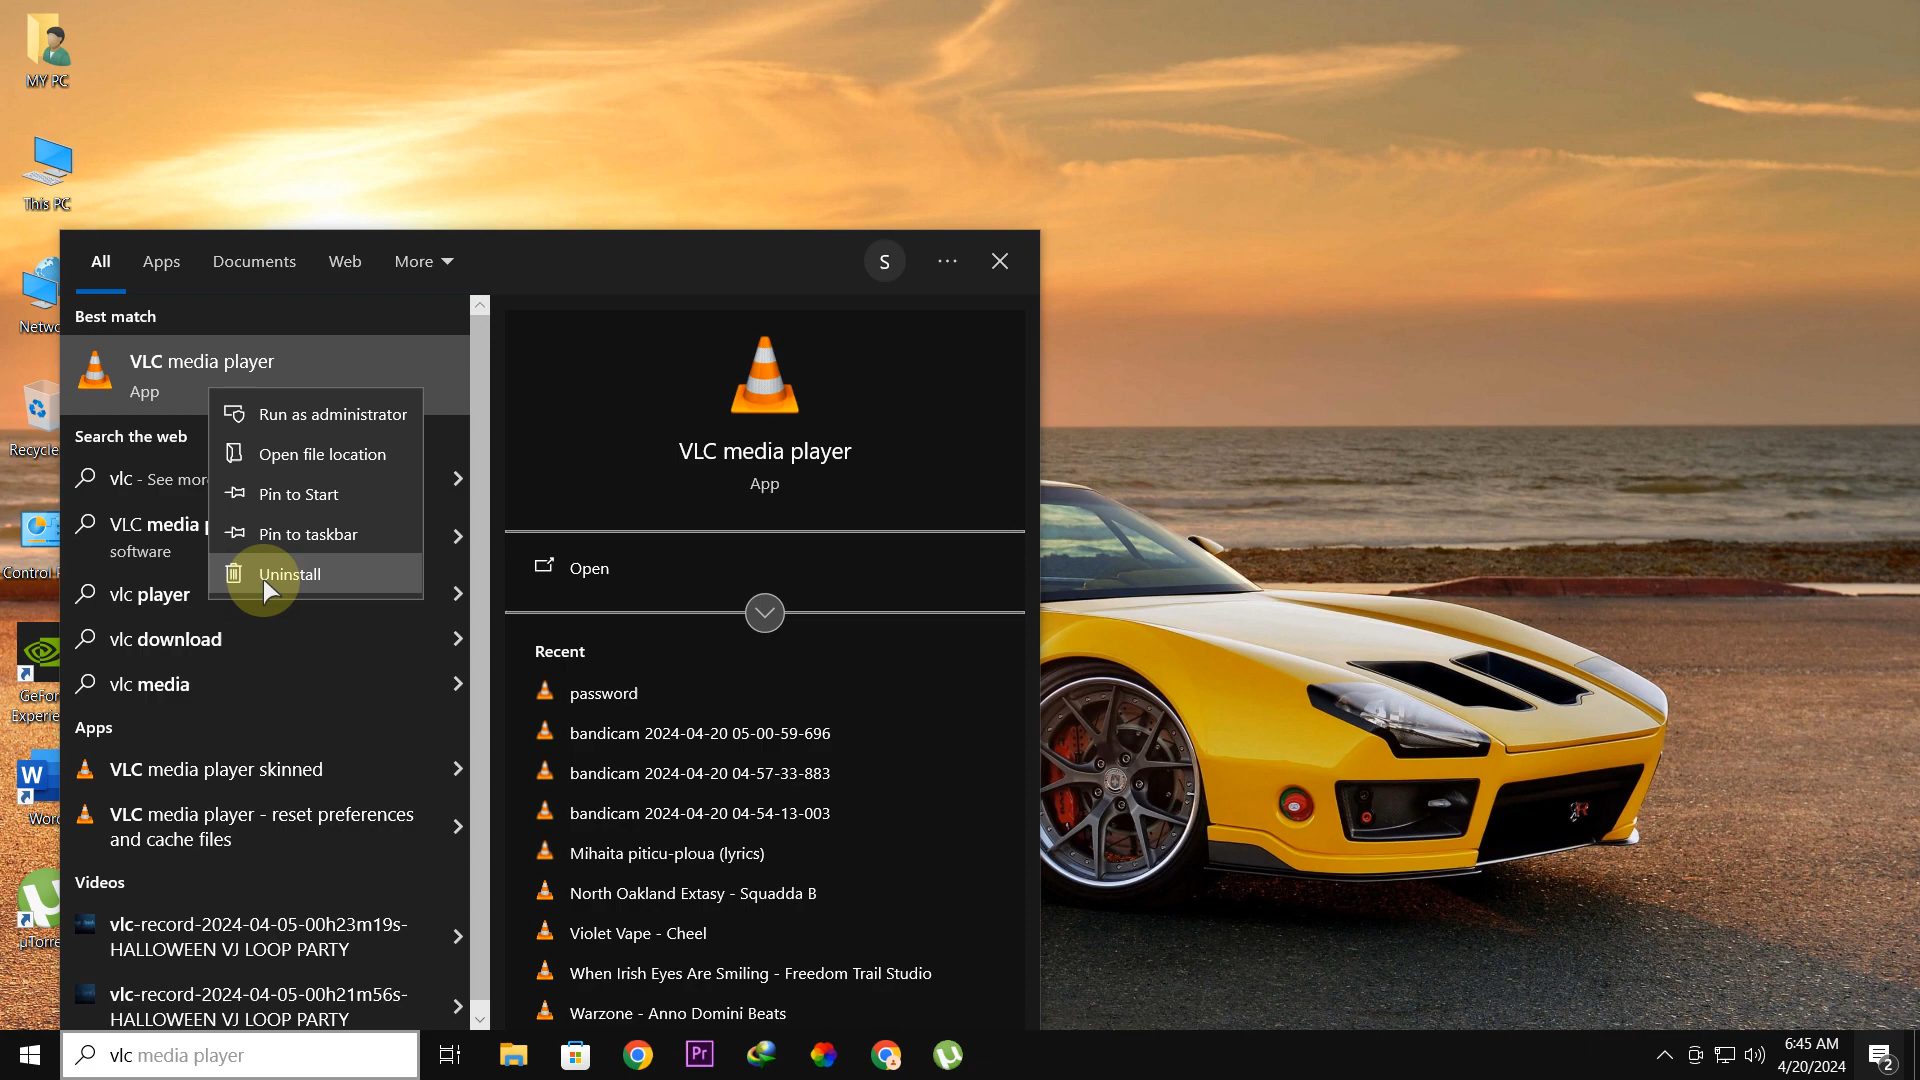 MY PC
This PC
Netwo
Recycle
Control P
GeFor
Experie
W
Word
µTorre
All
Apps
Documents
Web
More
S
Best match
VLC media player
App
Search the web
vlc - See more
VLC media p
software
vlc player
vlc download
vlc media
Apps
VLC media player skinned
VLC media player - reset preferences
and cache files
Videos
vlc-record-2024-04-05-00h23m19s-
HALLOWEEN VJ LOOP PARTY
vlc-record-2024-04-05-00h21m56s-
HALLOWEEN VJ LOOP PARTY
Run as administrator
Open file location
Pin to Start
Pin to taskbar
Uninstall
VLC media player
App
Open
Recent
password
bandicam 2024-04-20 05-00-59-696
bandicam 2024-04-20 04-57-33-883
bandicam 2024-04-20 04-54-13-003
Mihaita piticu-ploua (lyrics)
North Oakland Extasy - Squadda B
Violet Vape - Cheel
When Irish Eyes Are Smiling - Freedom Trail Studio
Warzone - Anno Domini Beats
vlc media player
Pr
6:45 AM
4/20/2024
2